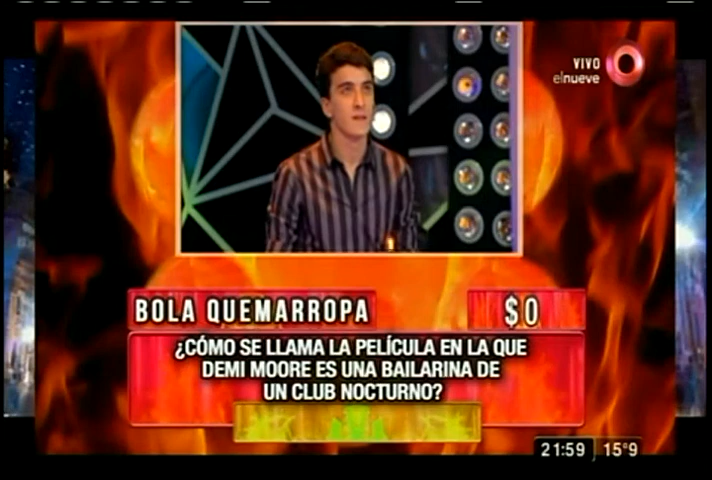 VIVO
elnueve
BOLA QUEMARROPA
$0
¿CÓMO SE LLAMA LA PELÍCULA EN LA QUE
DEMI MOORE ES UNA BAILARINA DE
UN CLUB NOCTURNO?
21:59 15°9